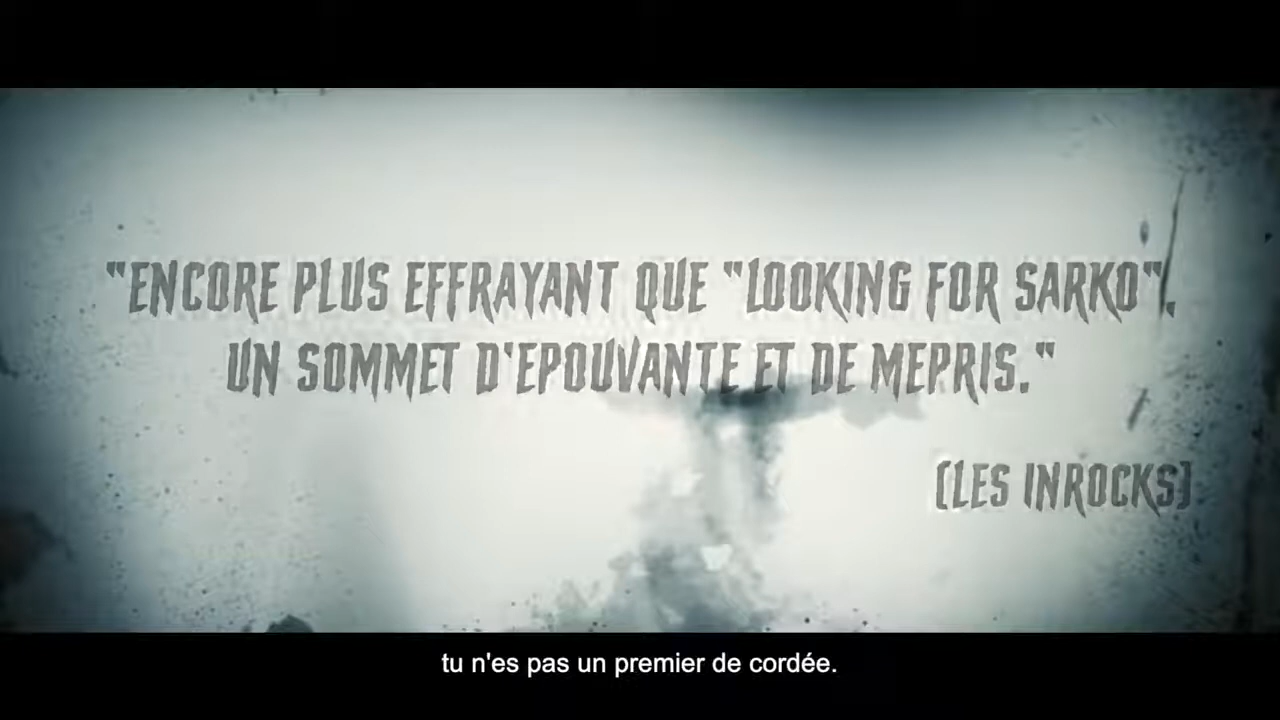 "ENCORE PLUS EFFRAYANT QUE "LOOKING FOR SARKO".
UN SOMMET D'EPOUVANTE ET DE MEPRIS."
(LES INROCKS)
tu n'es pas un premier de cordée.